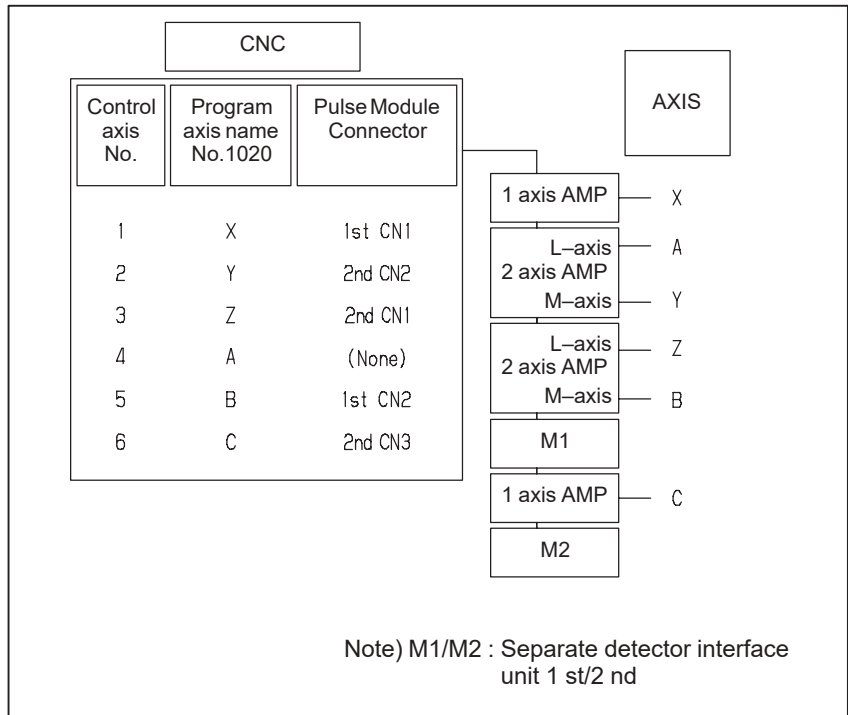 CNC
Control
axis
No.
Program
axis name
No.1020
Pulse Module
Connector
1 X 1st CN1
2 Y 2nd CN2
3 Z 2nd CN1
4 A (None)
5 B 1st CN2
6 C 2nd CN3
AXIS
1 axis AMP X
L–axis A
2 axis AMP
M–axis Y
L–axis Z
2 axis AMP
M–axis B
M1
1 axis AMP C
M2
Note) M1/M2 : Separate detector interface
unit 1 st/2 nd